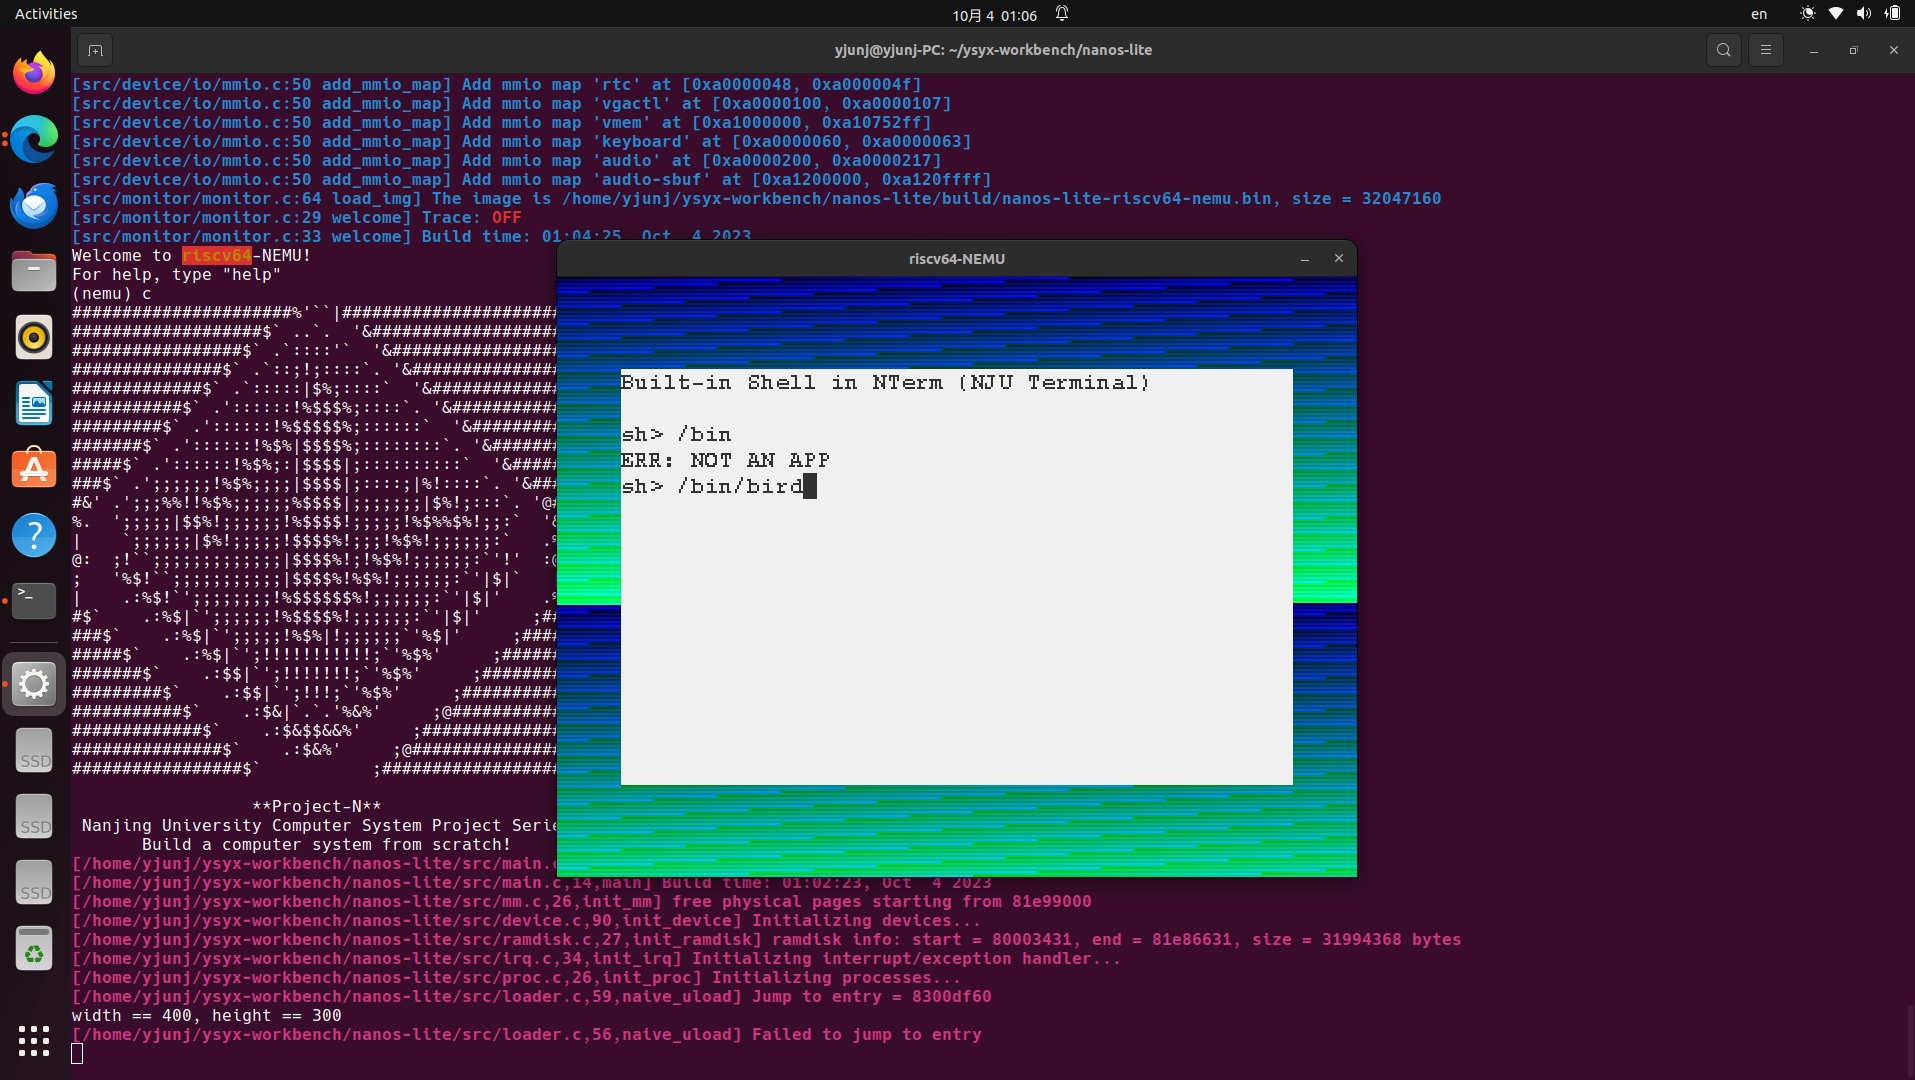 Activities
10月 4 01:06
en
yjunj@yjunj-PC: ~/ysyx-workbench/nanos-lite
[src/device/io/mmio.c:50 add_mmio_map] Add mmio map 'rtc' at [0xa0000048, 0xa000004f]
[src/device/io/mmio.c:50 add_mmio_map] Add mmio map 'vgactl' at [0xa0000100, 0xa0000107]
[src/device/io/mmio.c:50 add_mmio_map] Add mmio map 'vmem' at [0xa1000000, 0xa10752ff]
[src/device/io/mmio.c:50 add_mmio_map] Add mmio map 'keyboard' at [0xa0000060, 0xa0000063]
[src/device/io/mmio.c:50 add_mmio_map] Add mmio map 'audio' at [0xa0000200, 0xa0000217]
[src/device/io/mmio.c:50 add_mmio_map] Add mmio map 'audio-sbuf' at [0xa1200000, 0xa120ffff]
[src/monitor/monitor.c:64 load_img] The image is /home/yjunj/ysyx-workbench/nanos-lite/build/nanos-lite-riscv64-nemu.bin, size = 32047160
[src/monitor/monitor.c:29 welcome] Trace: OFF
[src/monitor/monitor.c:33 welcome] Build time: 01:04:25, Oct  4 2023
Welcome to riscv64-NEMU!
For help, type "help"
(nemu) c
riscv64-NEMU
Built-in Shell in NTerm (NJU Terminal)
sh> /bin
ERR: NOT AN APP
sh> /bin/bird
**Project-N**
Nanjing University Computer System Project Serie
Build a computer system from scratch!
[/home/yjunj/ysyx-workbench/nanos-lite/src/main.c
[/home/yjunj/ysyx-workbench/nanos-lite/src/main.c,14,main] Build time: 01:02:23, Oct  4 2023
[/home/yjunj/ysyx-workbench/nanos-lite/src/mm.c,26,init_mm] free physical pages starting from 81e99000
[/home/yjunj/ysyx-workbench/nanos-lite/src/device.c,90,init_device] Initializing devices...
[/home/yjunj/ysyx-workbench/nanos-lite/src/ramdisk.c,27,init_ramdisk] ramdisk info: start = 80003431, end = 81e86631, size = 31994368 bytes
[/home/yjunj/ysyx-workbench/nanos-lite/src/irq.c,34,init_irq] Initializing interrupt/exception handler...
[/home/yjunj/ysyx-workbench/nanos-lite/src/proc.c,26,init_proc] Initializing processes...
[/home/yjunj/ysyx-workbench/nanos-lite/src/loader.c,59,naive_uload] Jump to entry = 8300df60
width == 400, height == 300
[/home/yjunj/ysyx-workbench/nanos-lite/src/loader.c,56,naive_uload] Failed to jump to entry
SSD
SSD
SSD